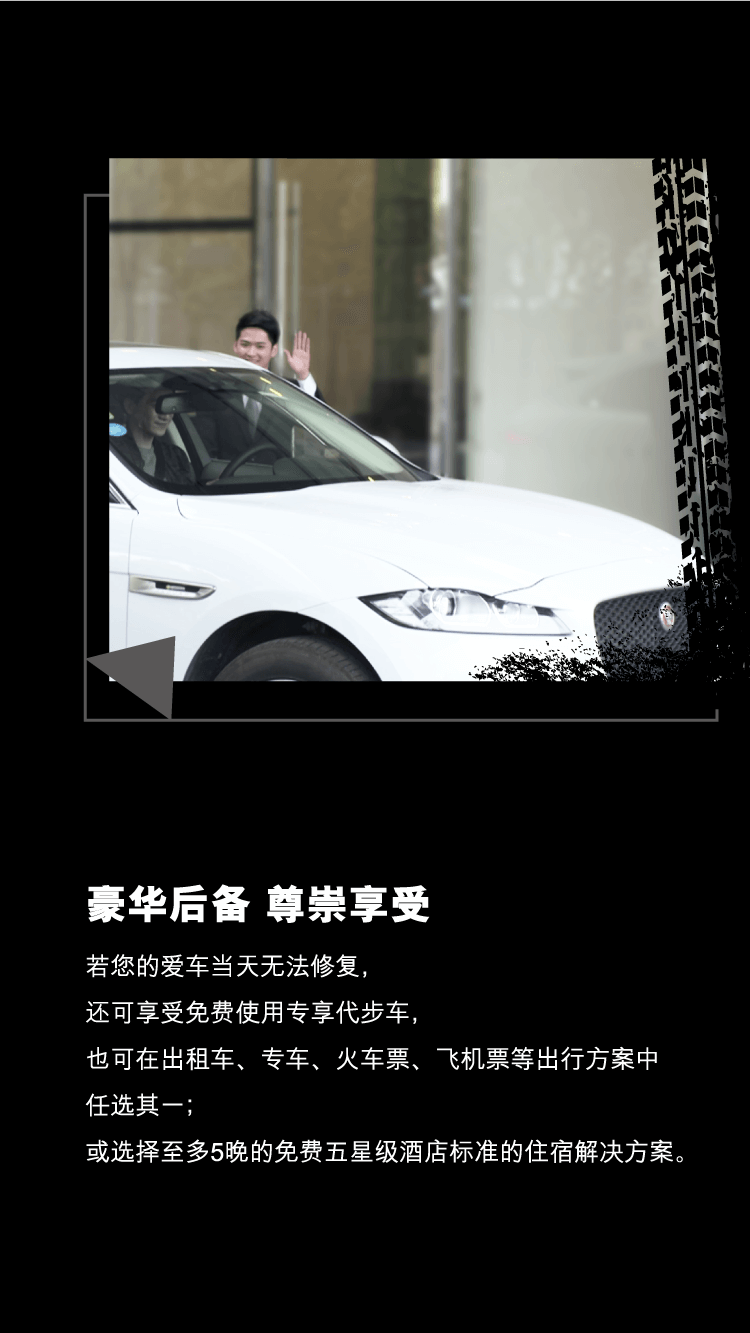 豪华后备 尊崇享受
若您的爱车当天无法修复,
还可享受免费使用专享代步车,
也可在出租车、专车、火车票、飞机票等出行方案中
任选其一;
或选择至多5晚的免费五星级酒店标准的住宿解决方案。